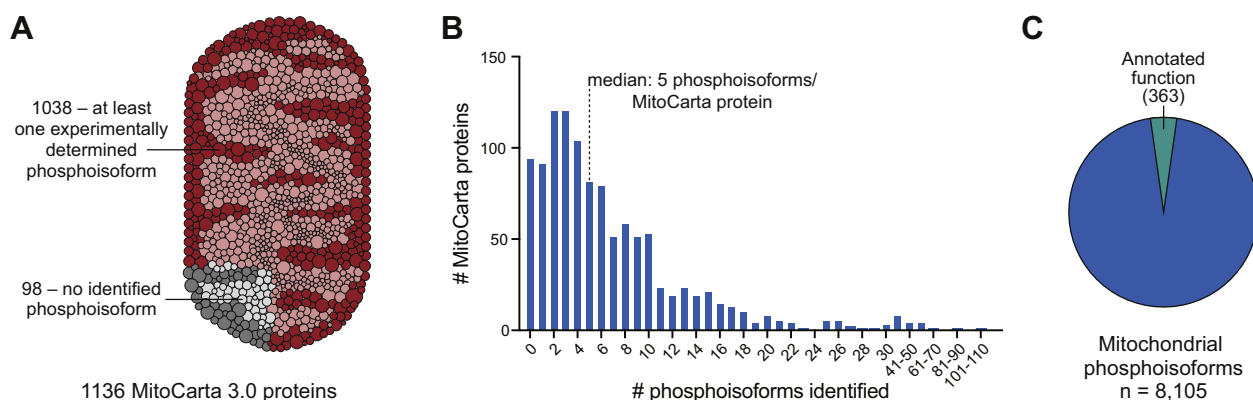 A
1038 – at least
one experimentally
determined
phosphoisoform
98 – no identified
phosphoisoform
1136 MitoCarta 3.0 proteins
B
# MitoCarta proteins
150
100
50
0
median: 5 phosphoisoforms/
MitoCarta protein
0 2 4 6 8 10 12 14 16 18 20 22 24 26 28 30 41-50 61-70 81-90 101-110
# phosphoisoforms identified
C
Annotated
function
(363)
Mitochondrial
phosphoisoforms
n = 8,105